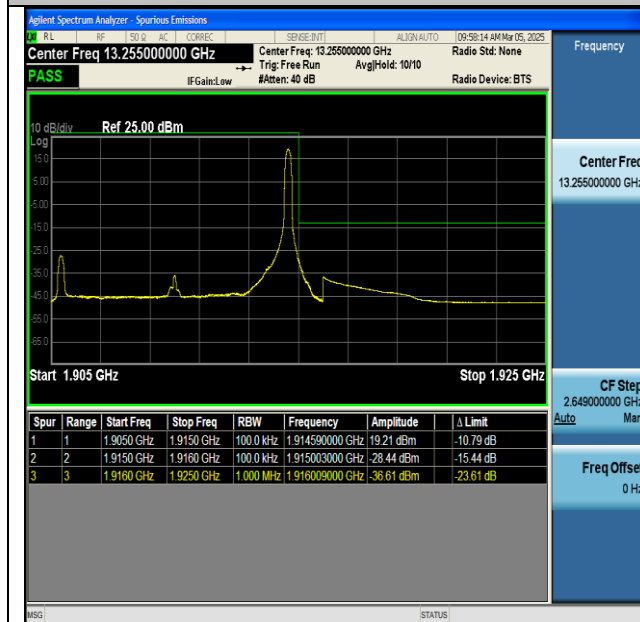 Agilent Spectrum Analyzer - Spurious Emissions
RL RF 50 Ω AC CORREC SENSE:INT ALIGN AUTO 09:58:14 AM Mar 05, 2025
Center Freq 13.255000000 GHz Center Freq: 13.255000000 GHz Radio Std: None Frequency
Trig: Free Run Avg|Hold: 10/10
PASS IFGain:Low #Atten: 40 dB Radio Device: BTS
10 dB/div Ref 25.00 dBm
Log
15.0
5.00
-5.00
-15.0
-25.0
-35.0
-45.0
-55.0
-65.0
Start 1.905 GHz Stop 1.925 GHz
Spur Range Start Freq Stop Freq RBW Frequency Amplitude Δ Limit
1 1 1.9050 GHz 1.9150 GHz 100.0 kHz 1.914590000 GHz 19.21 dBm -10.79 dB
2 2 1.9150 GHz 1.9160 GHz 100.0 kHz 1.915003000 GHz -28.44 dBm -15.44 dB
3 3 1.9160 GHz 1.9250 GHz 1.000 MHz 1.916009000 GHz -36.61 dBm -23.61 dB
Center Freq
13.255000000 GHz
CF Step
2.649000000 GHz
Auto Man
Freq Offset
0 Hz
MSG STATUS